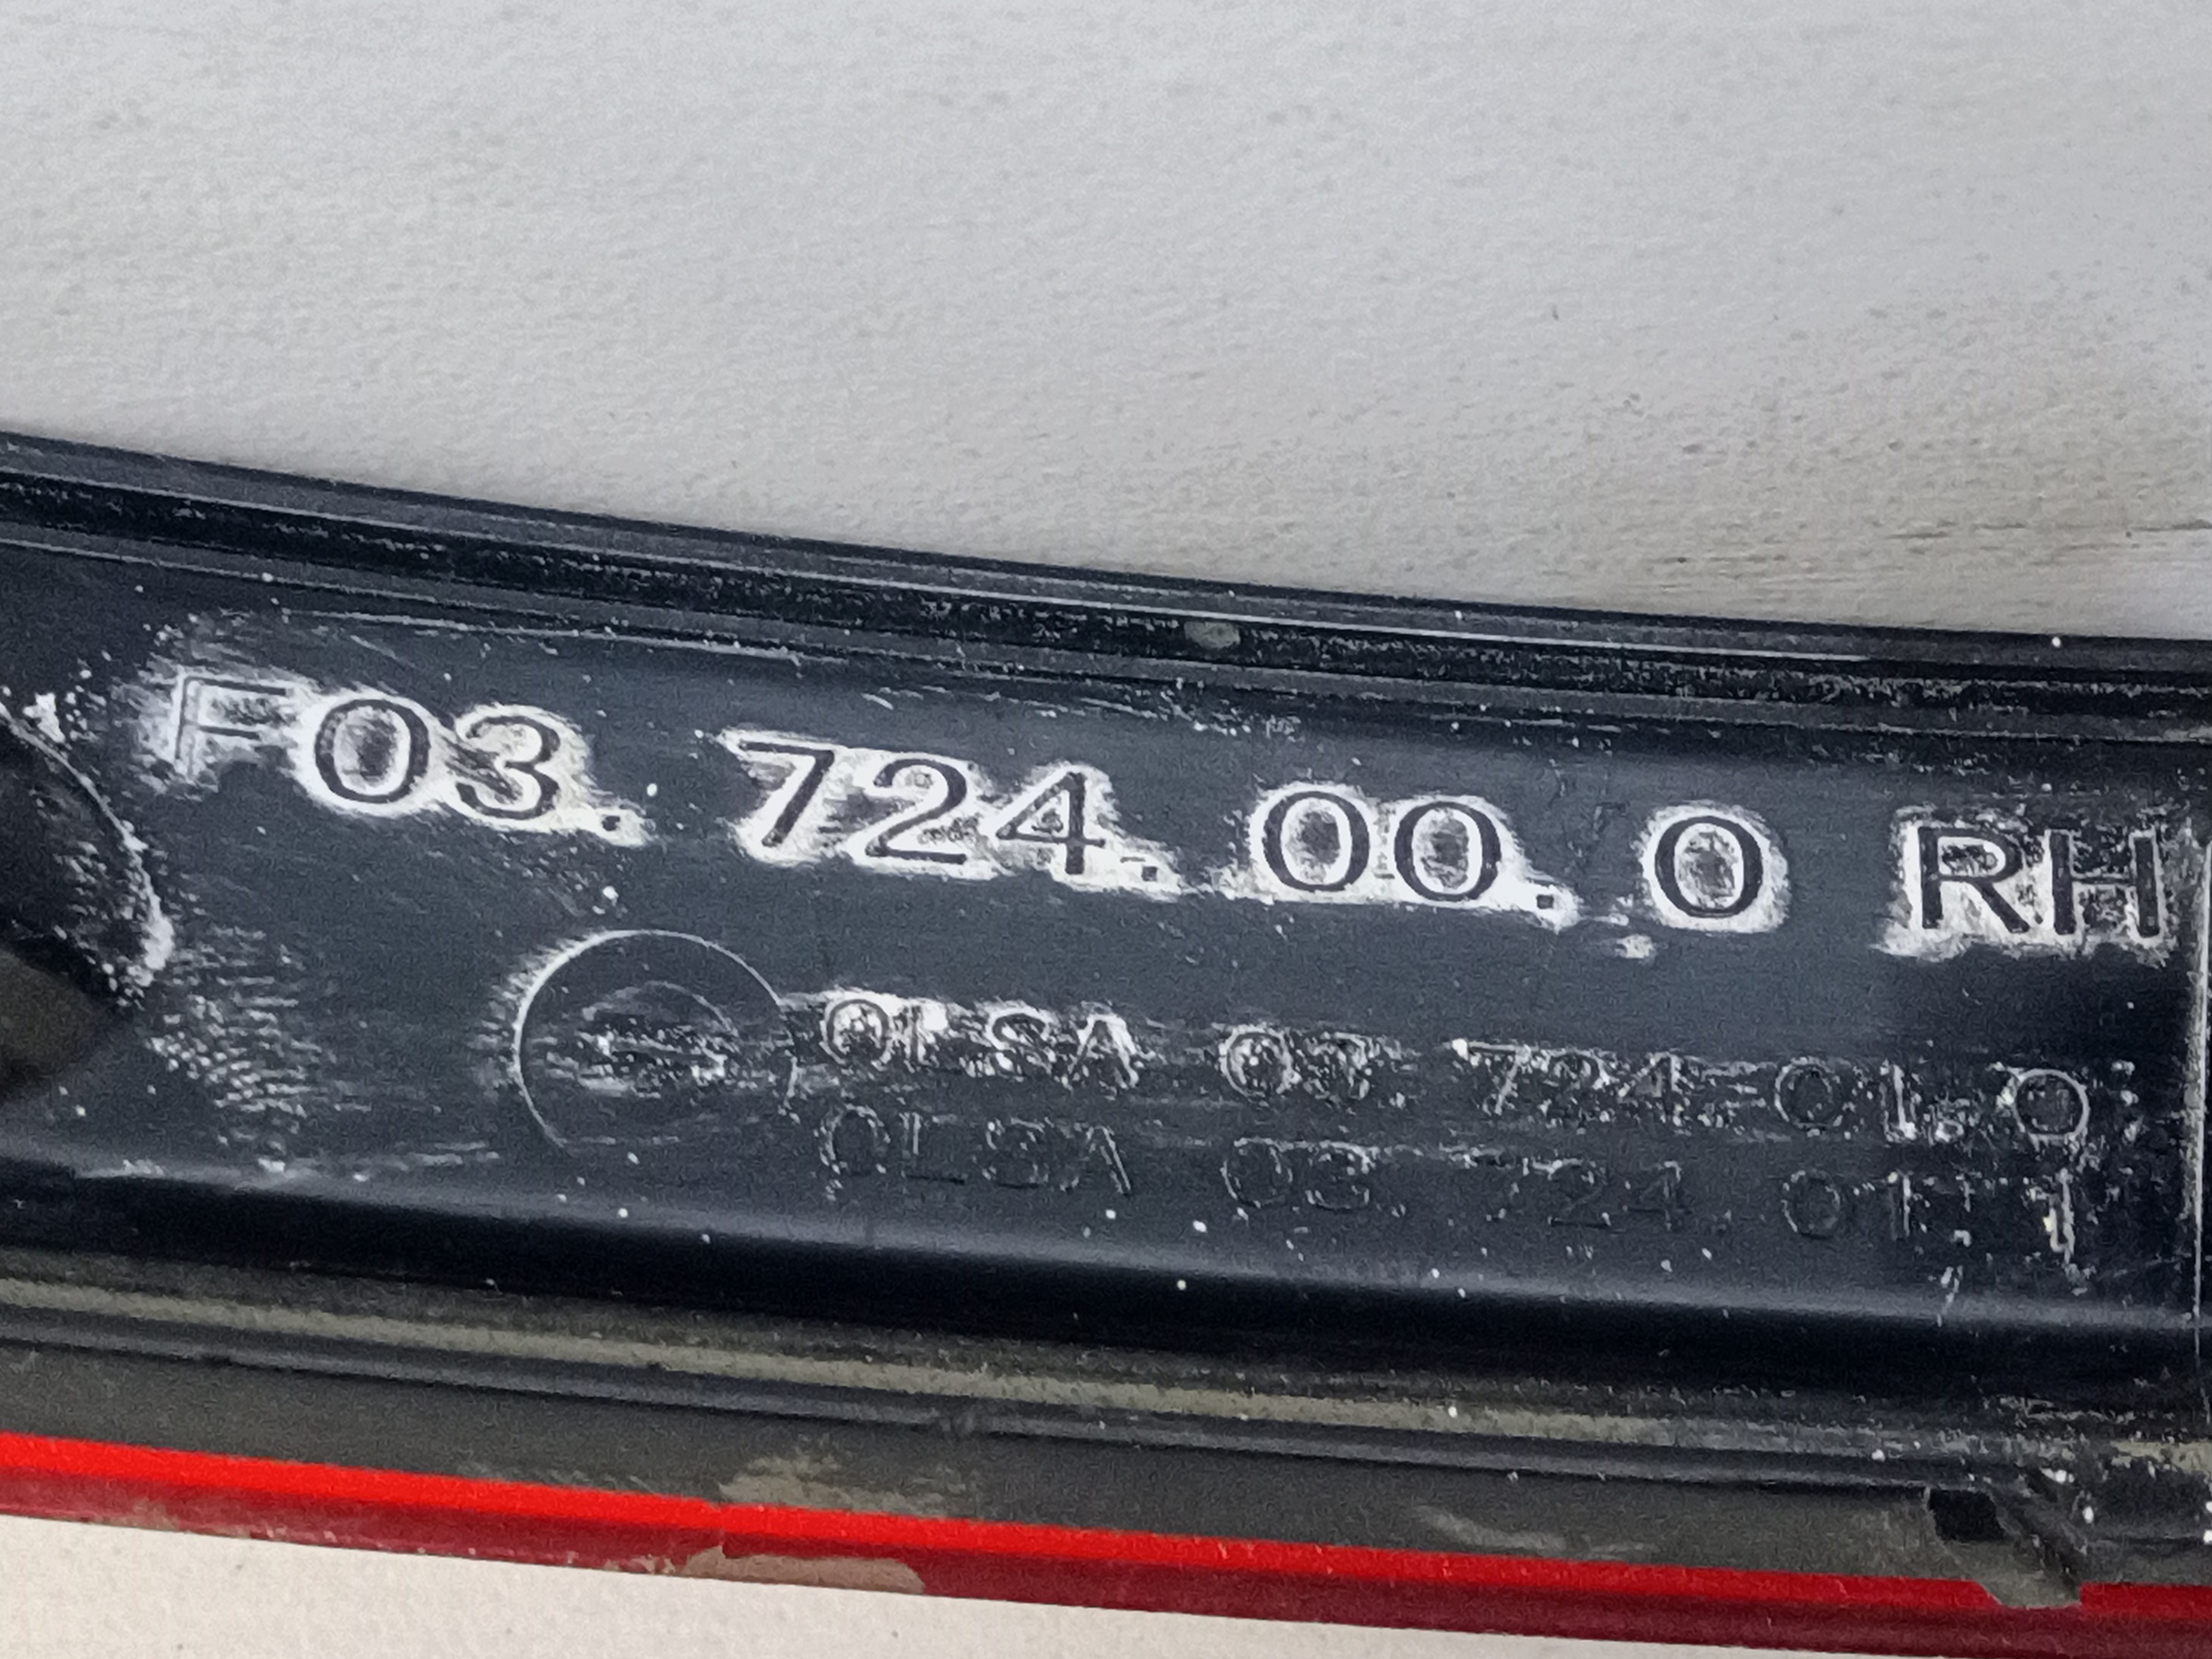 F03. 724. 00. 0 RH
OLSA 03 724 01 0
OLSA 03 724. 01 1